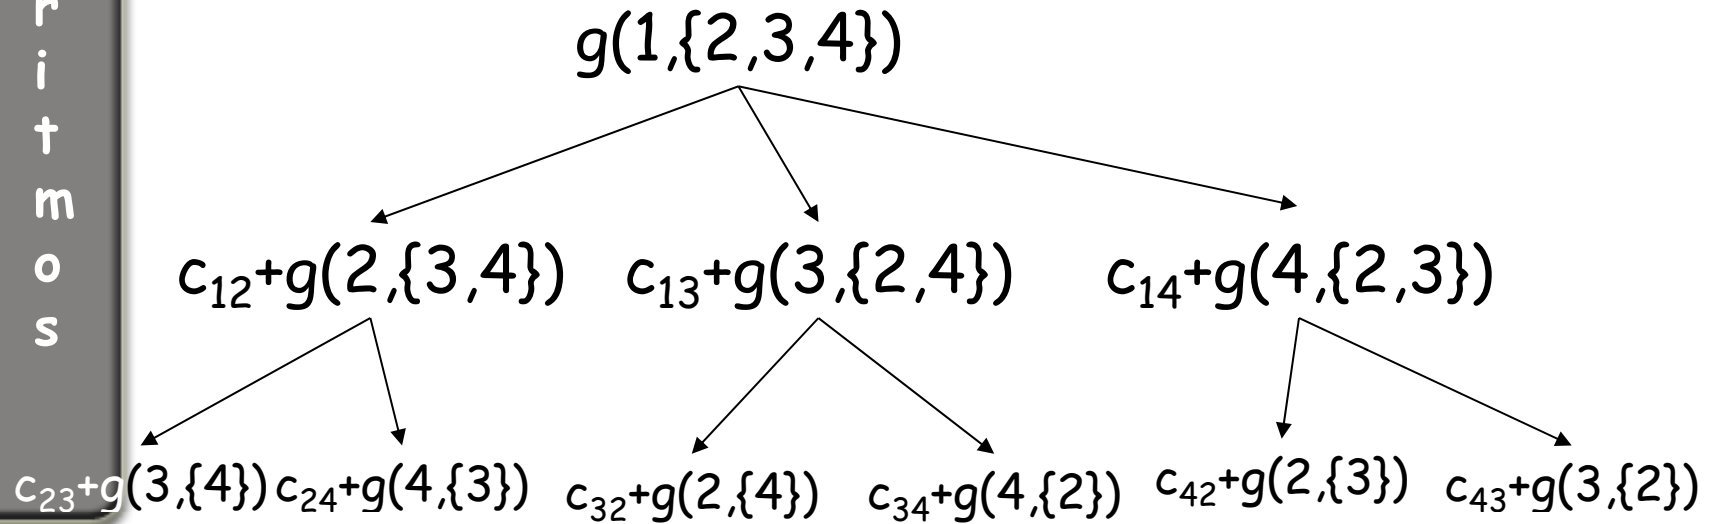 r
i
t
m
o
s
g(1,{2,3,4})
c₁₂+g(2,{3,4}) c₁₃+g(3,{2,4}) c₁₄+g(4,{2,3})
c₂₃+g(3,{4}) c₂₄+g(4,{3}) c₃₂+g(2,{4}) c₃₄+g(4,{2}) c₄₂+g(2,{3}) c₄₃+g(3,{2})